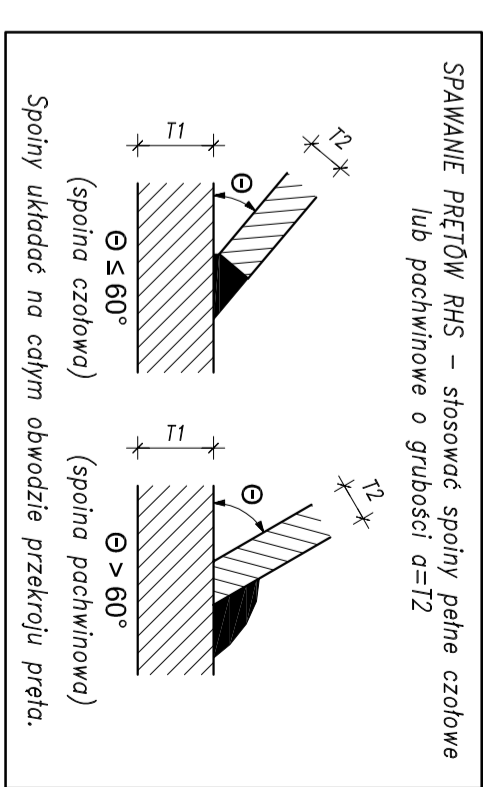 SPAWANIE PRĘTÓW RHS – stosować spoiny pełne czołowe
lub pachwinowe o grubości a=T2
T2
T1
Θ
Θ ≤ 60°
(spoina czołowa)
T2
T1
Θ
Θ > 60°
(spoina pachwinowa)
Spoiny układać na całym obwodzie przekroju pręta.